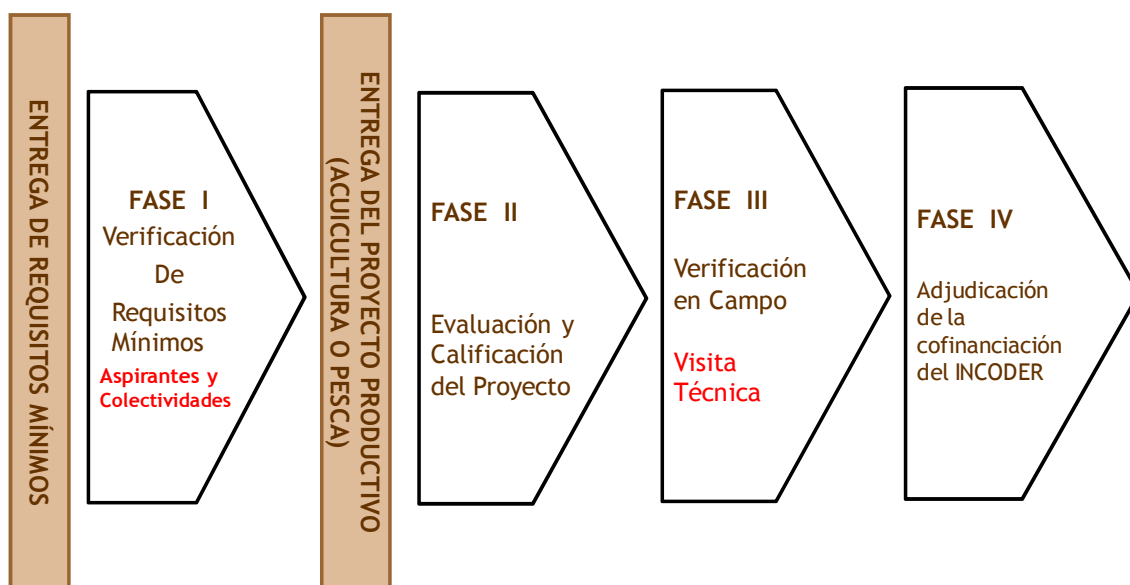 ENTREGA DE REQUISITOS MÍNIMOS
FASE I
Verificación
De
Requisitos
Mínimos
Aspirantes y
Colectividades
ENTREGA DEL PROYECTO PRODUCTIVO
(ACUICULTURA O PESCA)
FASE II
Evaluación y
Calificación
del Proyecto
FASE III
Verificación
en Campo
Visita
Técnica
FASE IV
Adjudicación
de la
cofinanciación
del INCODER